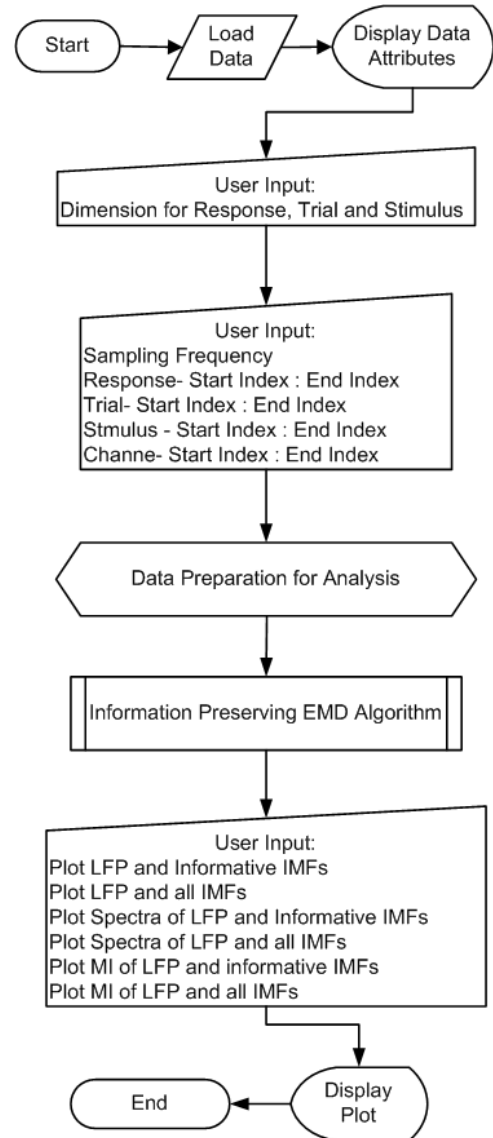 Start
Load
Data
Display Data
Attributes
User Input:
Dimension for Response, Trial and Stimulus
User Input:
Sampling Frequency
Response- Start Index : End Index
Trial- Start Index : End Index
Stmulus - Start Index : End Index
Channe- Start Index : End Index
Data Preparation for Analysis
Information Preserving EMD Algorithm
User Input:
Plot LFP and Informative IMFs
Plot LFP and all IMFs
Plot Spectra of LFP and Informative IMFs
Plot Spectra of LFP and all IMFs
Plot MI of LFP and informative IMFs
Plot MI of LFP and all IMFs
Display
Plot
End